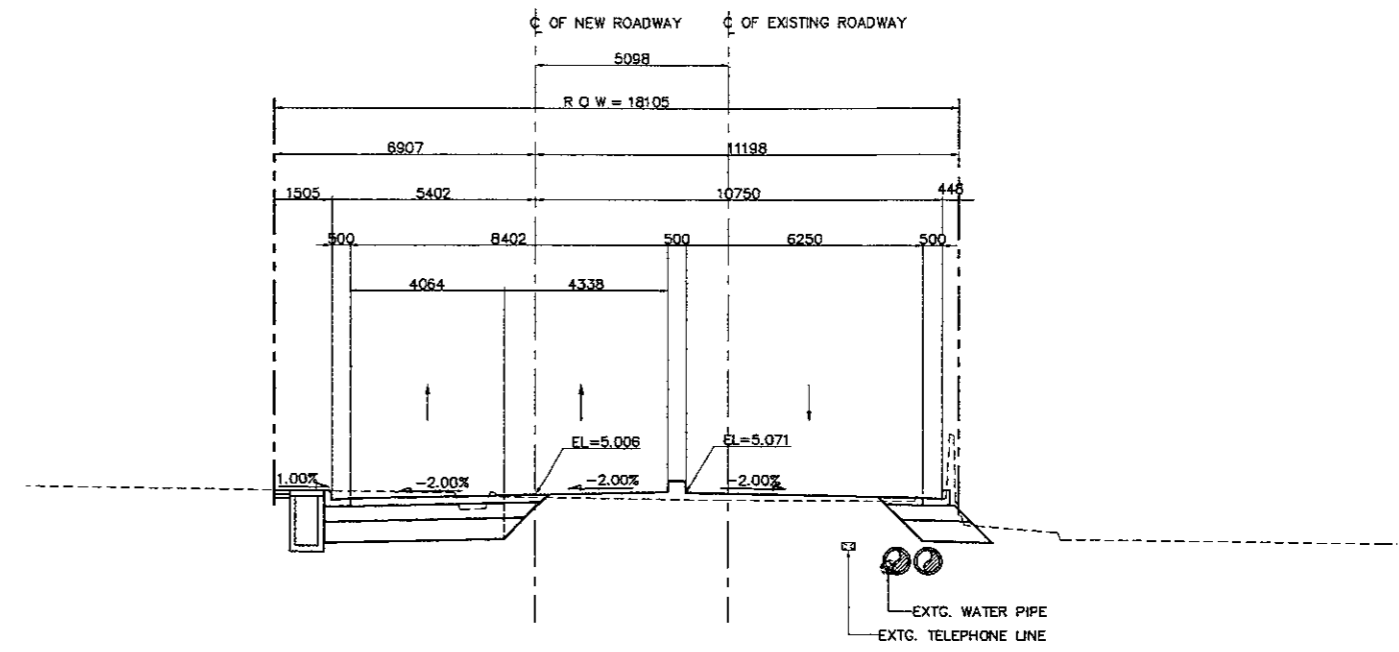 ℄ OF NEW ROADWAY
℄ OF EXISTING ROADWAY
5098
R O W = 18105
6907
11198
1505
5402
10750
448
500
8402
500
6250
500
4064
4338
EL=5.006
EL=5.071
1.00%
-2.00%
-2.00%
-2.00%
EXTG. WATER PIPE
EXTG. TELEPHONE LINE